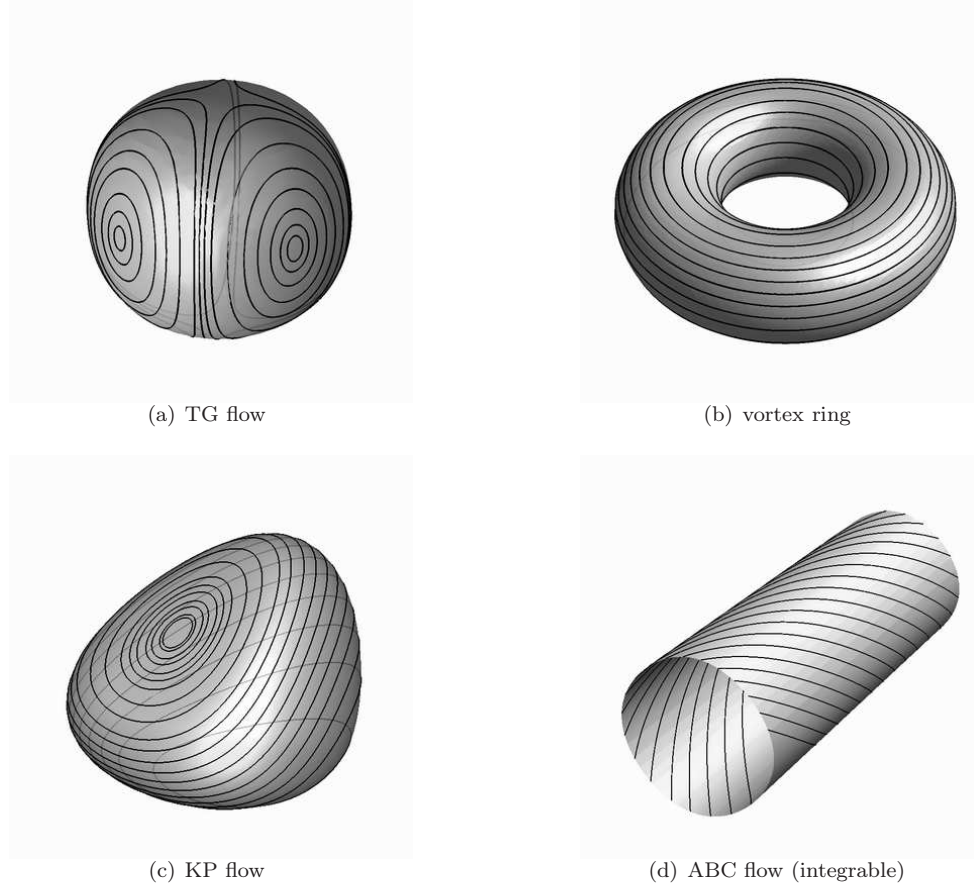 (a) TG flow
(b) vortex ring
(c) KP flow
(d) ABC flow (integrable)